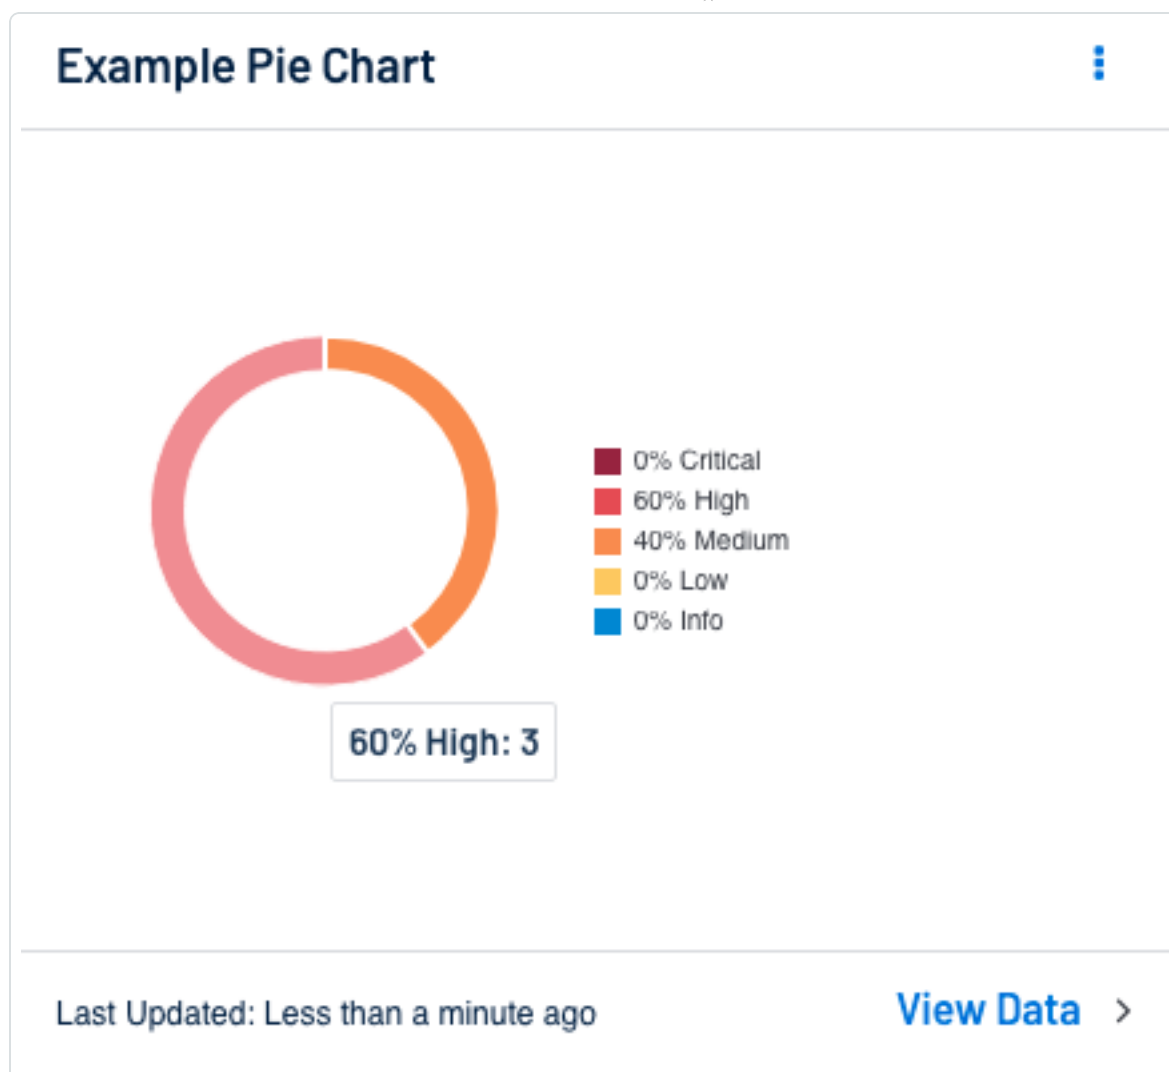 Example Pie Chart
0% Critical
60% High
40% Medium
0% Low
0% Info
60% High: 3
Last Updated: Less than a minute ago
View Data